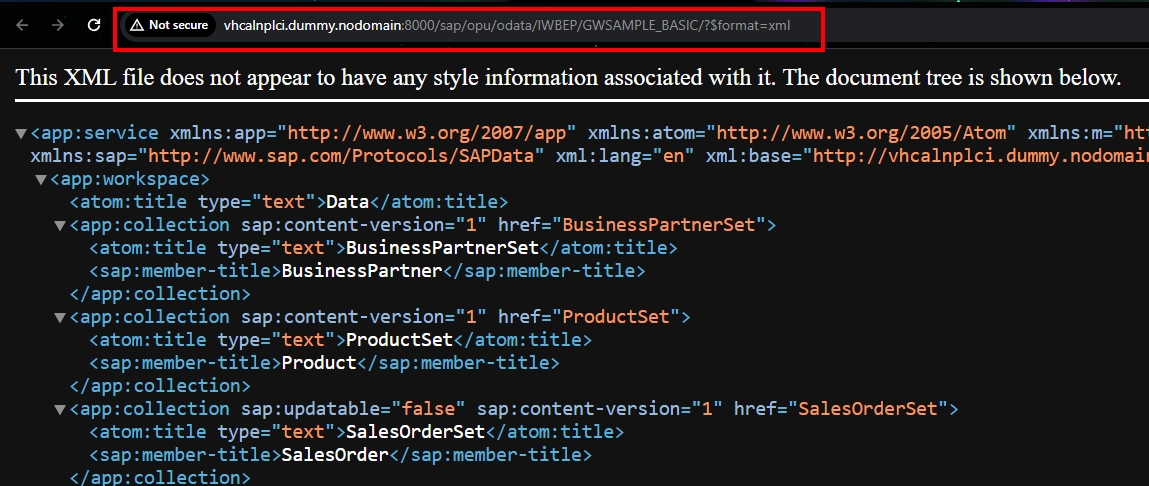 Not secure vhcalnplci.dummy.nodomain:8000/sap/opu/odata/IWBEP/GWSAMPLE_BASIC/?$format=xml
This XML file does not appear to have any style information associated with it. The document tree is shown below.
▼<app:service xmlns:app="http://www.w3.org/2007/app" xmlns:atom="http://www.w3.org/2005/Atom" xmlns:m="ht
xmlns:sap="http://www.sap.com/Protocols/SAPData" xml:lang="en" xml:base="http://vhcalnplci.dummy.nodomain
▼<app:workspace>
<atom:title type="text">Data</atom:title>
▼<app:collection sap:content-version="1" href="BusinessPartnerSet">
<atom:title type="text">BusinessPartnerSet</atom:title>
<sap:member-title>BusinessPartner</sap:member-title>
</app:collection>
▼<app:collection sap:content-version="1" href="ProductSet">
<atom:title type="text">ProductSet</atom:title>
<sap:member-title>Product</sap:member-title>
</app:collection>
▼<app:collection sap:updatable="false" sap:content-version="1" href="SalesOrderSet">
<atom:title type="text">SalesOrderSet</atom:title>
<sap:member-title>SalesOrder</sap:member-title>
</app:collection>